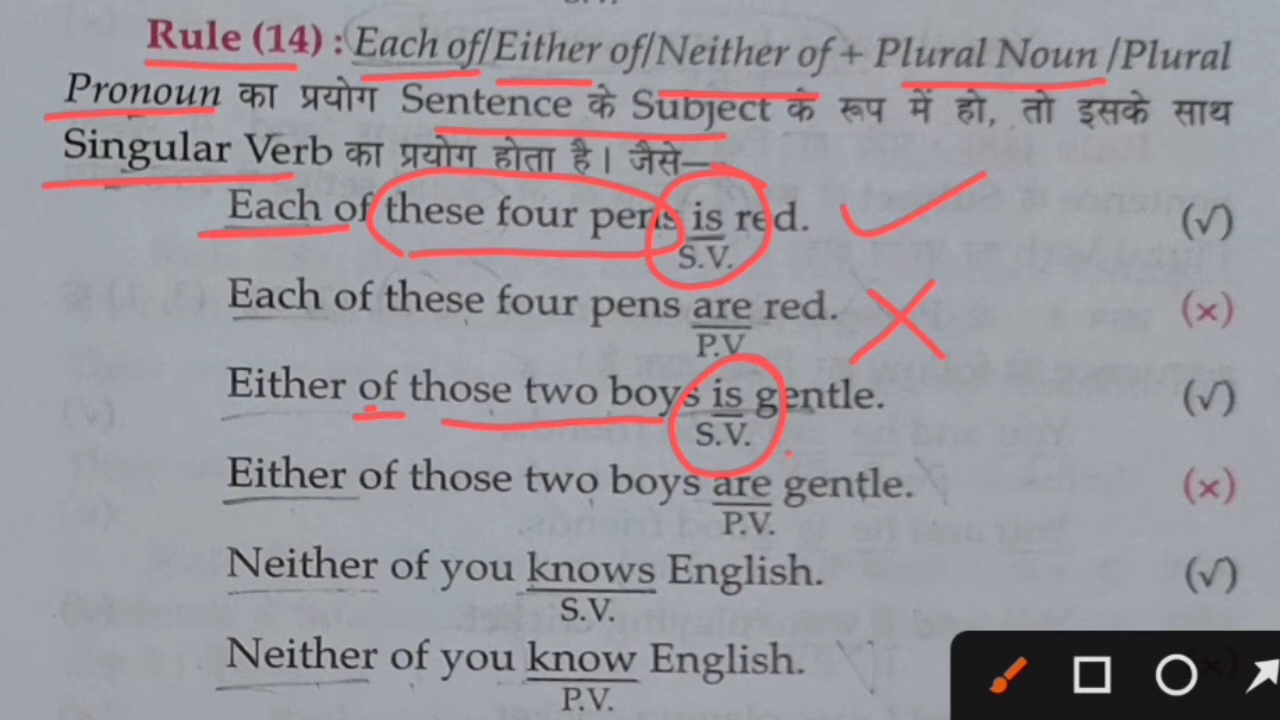 Rule (14) : Each of/Either of/Neither of + Plural Noun /Plural
Pronoun का प्रयोग Sentence के Subject के रूप में हो, तो इसके साथ
Singular Verb का प्रयोग होता है। जैसे—
Each of these four pens is red. (√)
S.V.
Each of these four pens are red. (×)
P.V.
Either of those two boys is gentle. (√)
S.V.
Either of those two boys are gentle. (×)
P.V.
Neither of you knows English. (√)
S.V.
Neither of you know English.
P.V.